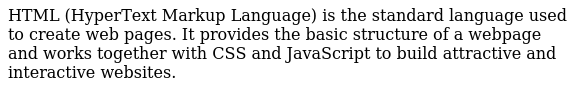 HTML (HyperText Markup Language) is the standard language used
to create web pages. It provides the basic structure of a webpage
and works together with CSS and JavaScript to build attractive and
interactive websites.